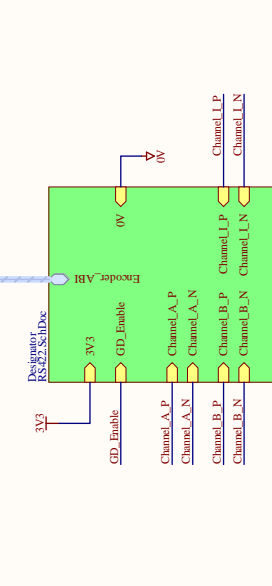 Designator
RS422.SchDoc
3V3
GD_Enable
Channel_A_P
Channel_A_N
Channel_B_P
Channel_B_N
3V3
GD_Enable
Channel_A_P
Channel_A_N
Channel_B_P
Channel_B_N
Encoder_ABI
0V
Channel_I_P
Channel_I_N
0V
Channel_I_P
Channel_I_N